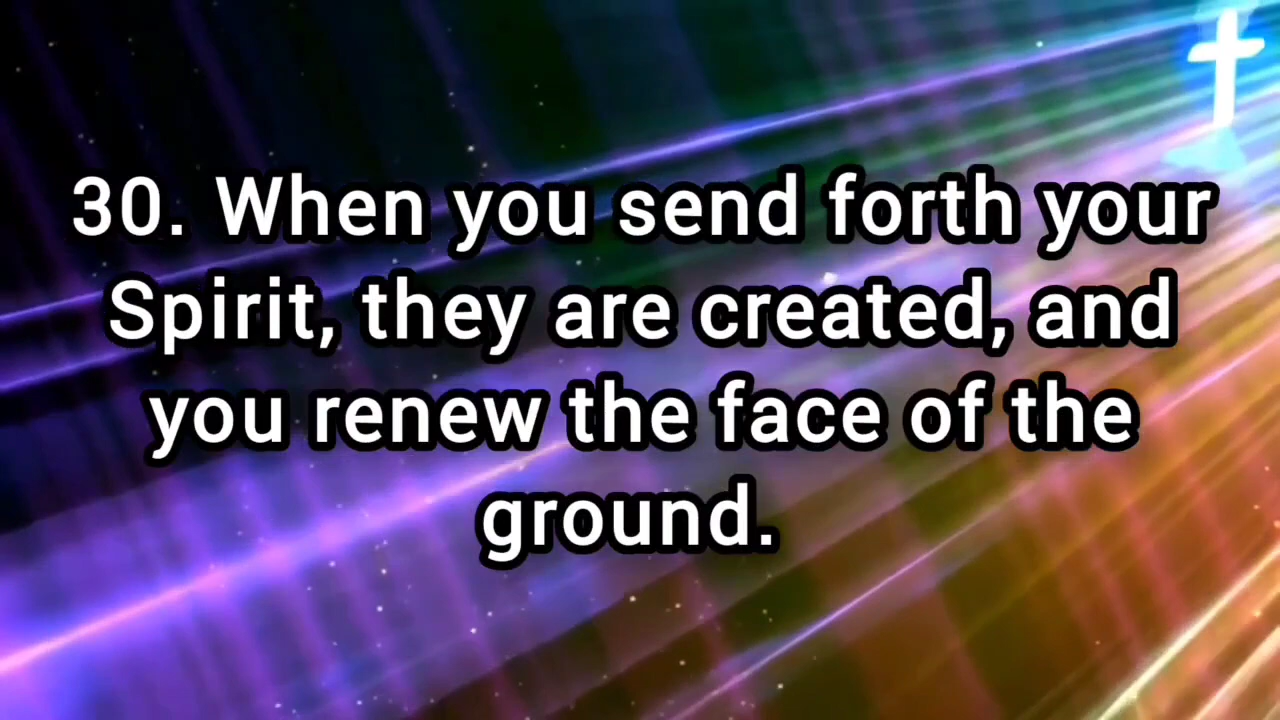 30. When you send forth your
Spirit, they are created, and
you renew the face of the
ground.